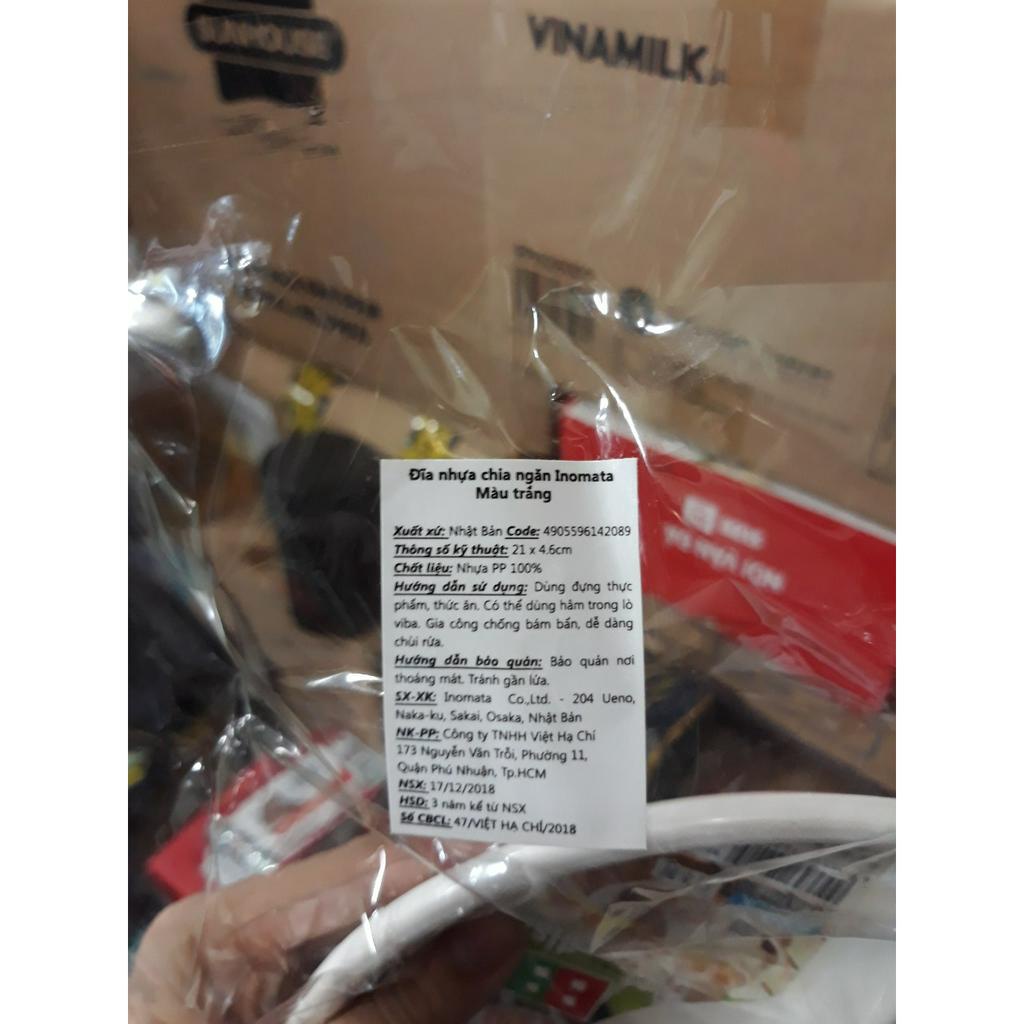 SUNHOUSE
VINAMILK
Đĩa nhựa chia ngăn Inomata
Màu trắng
Xuất xứ: Nhật Bản Code: 4905596142089
Thông số kỹ thuật: 21 x 4.6cm
Chất liệu: Nhựa PP 100%
Hướng dẫn sử dụng: Dùng đựng thực
phẩm, thức ăn. Có thể dùng hâm trong lò
viba. Gia công chống bám bẩn, dễ dàng
chùi rửa.
Hướng dẫn bảo quản: Bảo quản nơi
thoáng mát. Tránh gần lửa.
SX-XK: Inomata Co.,Ltd. - 204 Ueno,
Naka-ku, Sakai, Osaka, Nhật Bản
NK-PP: Công ty TNHH Việt Hạ Chí
173 Nguyễn Văn Trỗi, Phường 11,
Quận Phú Nhuận, Tp.HCM
NSX: 17/12/2018
HSD: 3 năm kể từ NSX
Số CBCL: 47/VIỆT HẠ CHÍ/2018